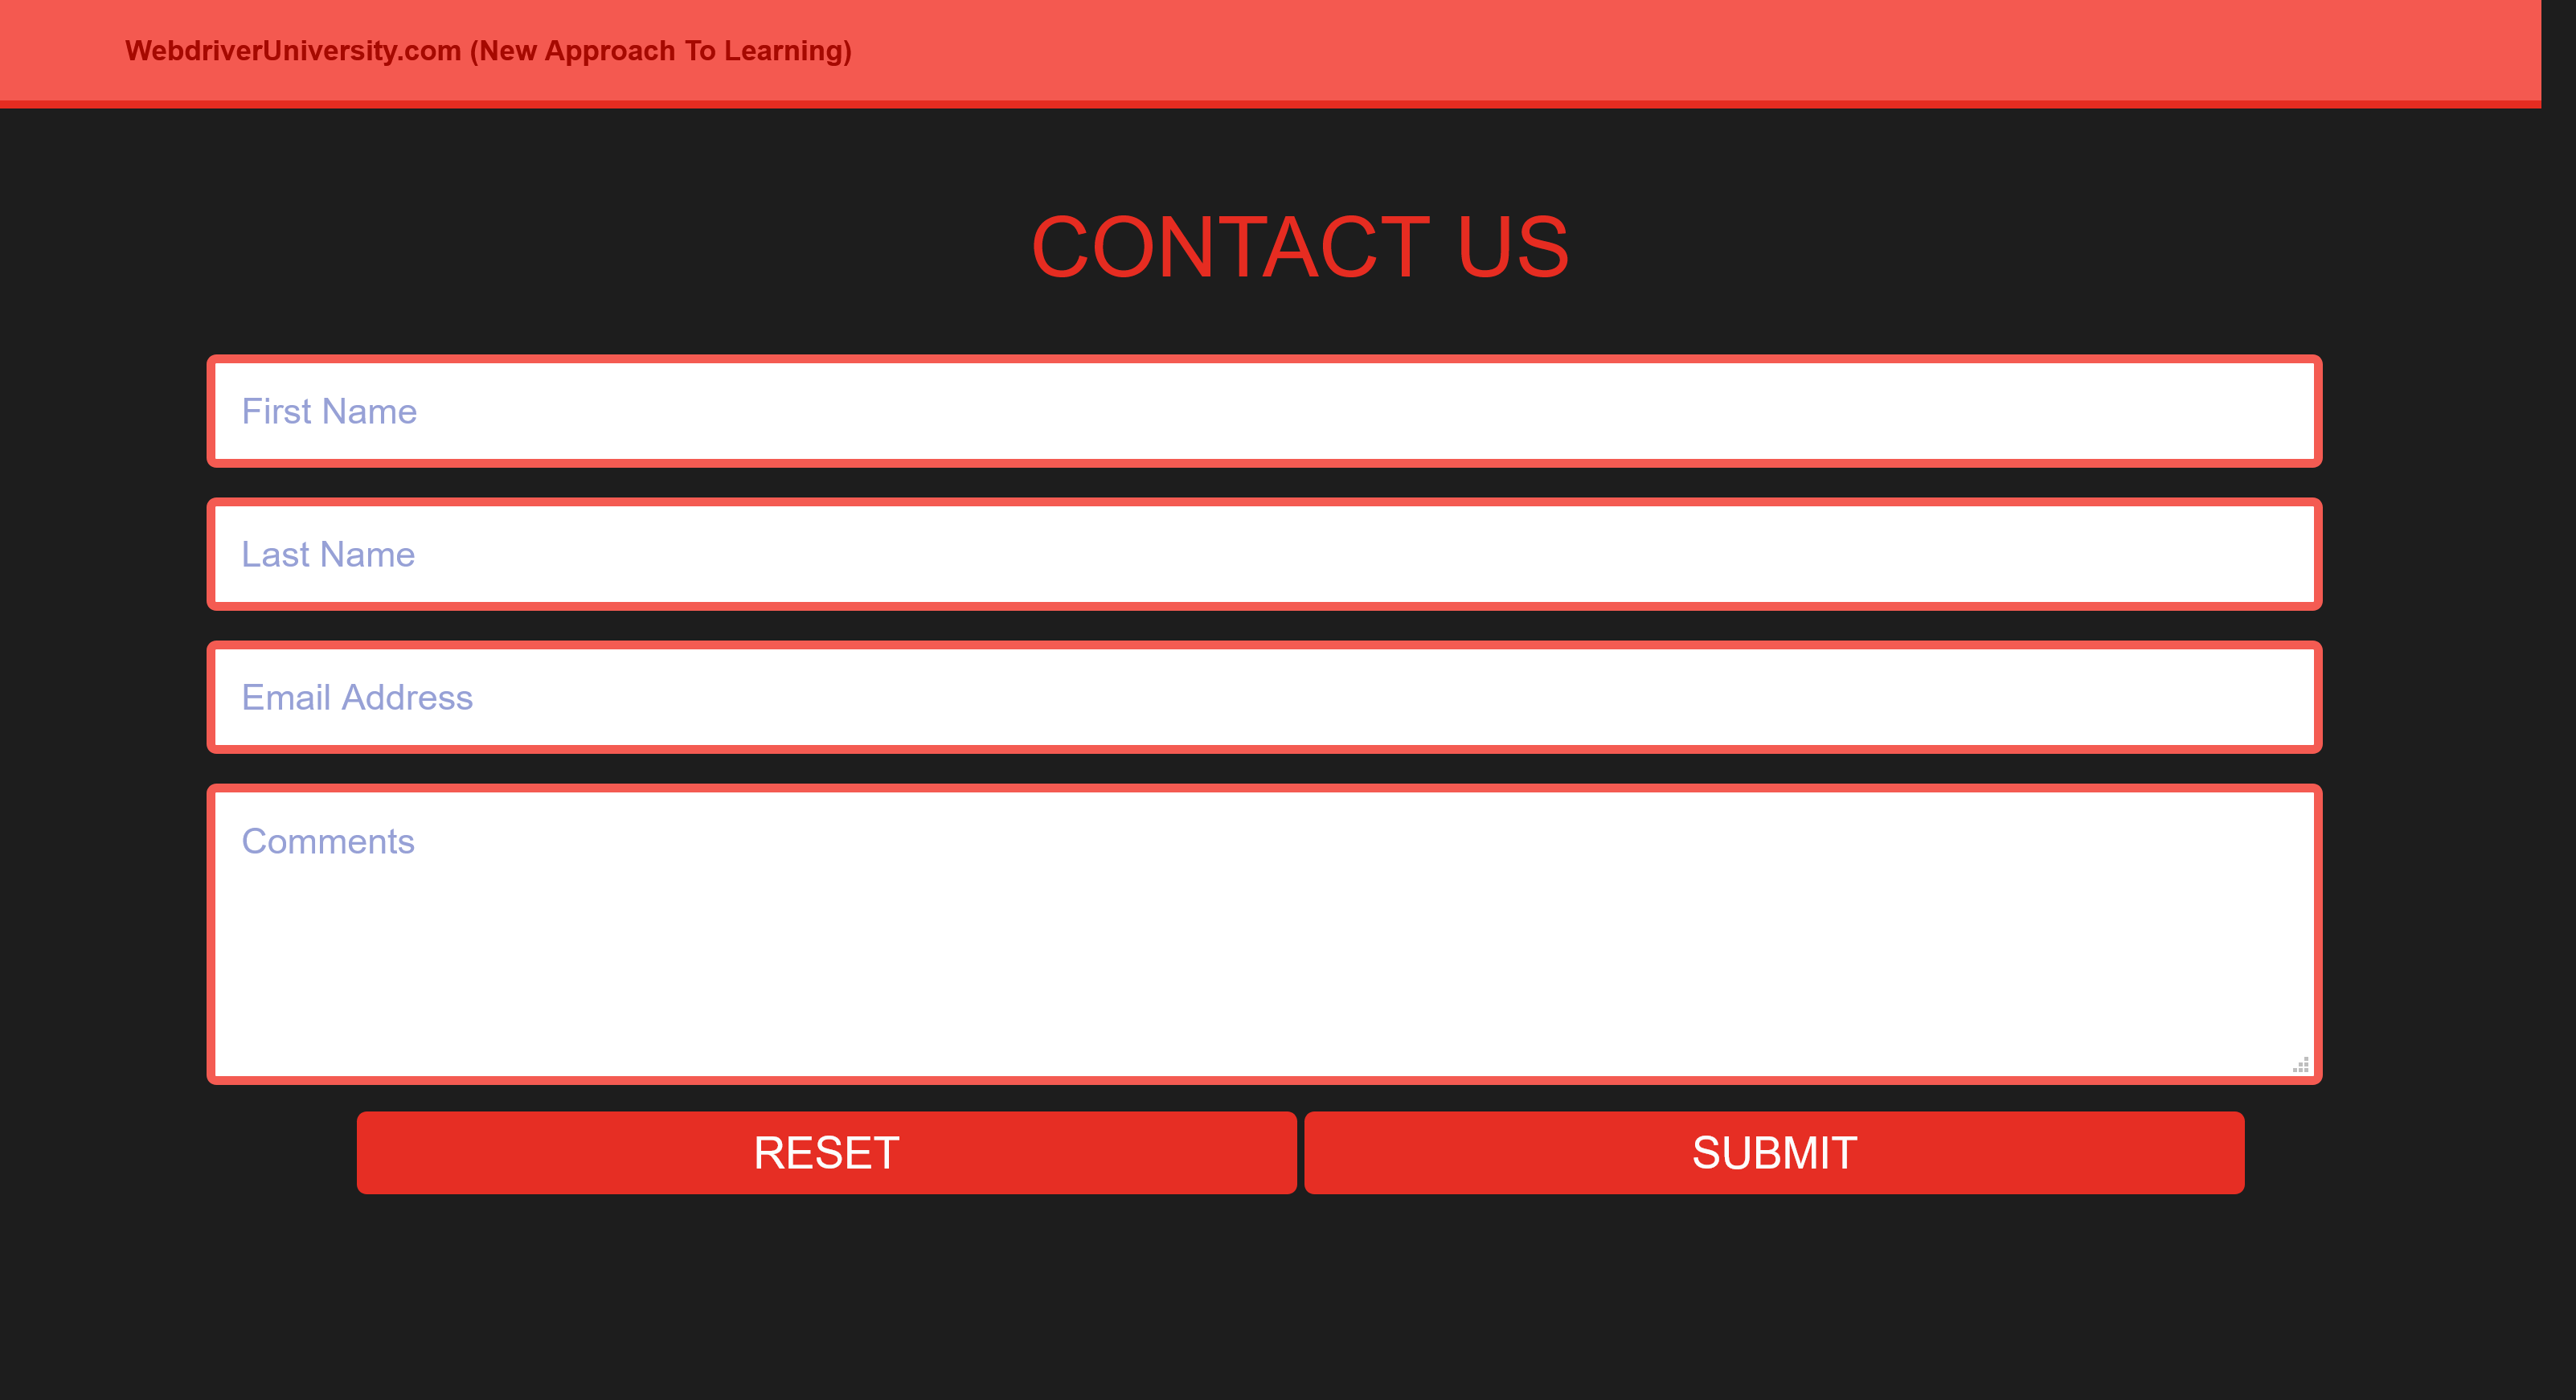 WebdriverUniversity.com (New Approach To Learning)
CONTACT US
First Name
Last Name
Email Address
Comments
RESET
SUBMIT